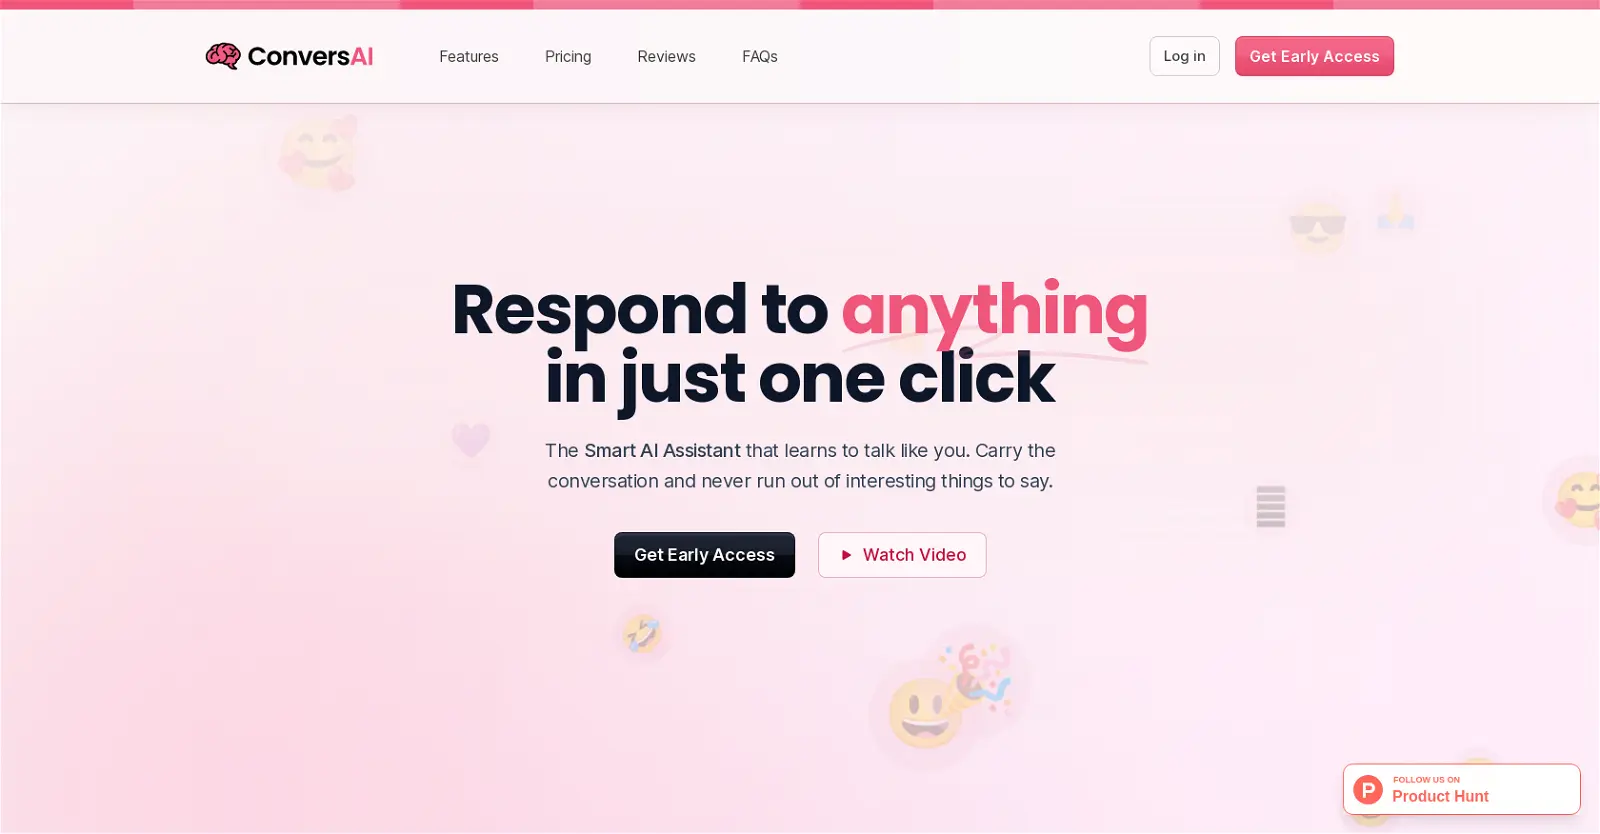 ConversAI
Features
Pricing
Reviews
FAQs
Log in
Get Early Access
Respond to anything
in just one click
The Smart AI Assistant that learns to talk like you. Carry the
conversation and never run out of interesting things to say.
Get Early Access
Watch Video
P
FOLLOW US ON
Product Hunt